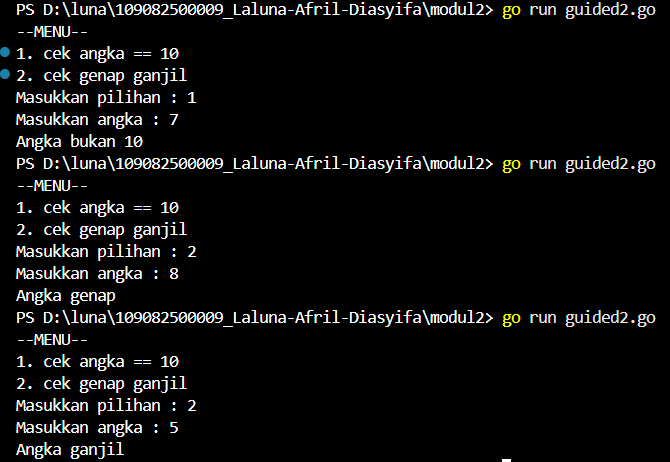 PS D:\luna\109082500009_Laluna-Afril-Diasyifa\modul2> go run guided2.go
--MENU--
1. cek angka == 10
2. cek genap ganjil
Masukkan pilihan : 1
Masukkan angka : 7
Angka bukan 10
PS D:\luna\109082500009_Laluna-Afril-Diasyifa\modul2> go run guided2.go
--MENU--
1. cek angka == 10
2. cek genap ganjil
Masukkan pilihan : 2
Masukkan angka : 8
Angka genap
PS D:\luna\109082500009_Laluna-Afril-Diasyifa\modul2> go run guided2.go
--MENU--
1. cek angka == 10
2. cek genap ganjil
Masukkan pilihan : 2
Masukkan angka : 5
Angka ganjil